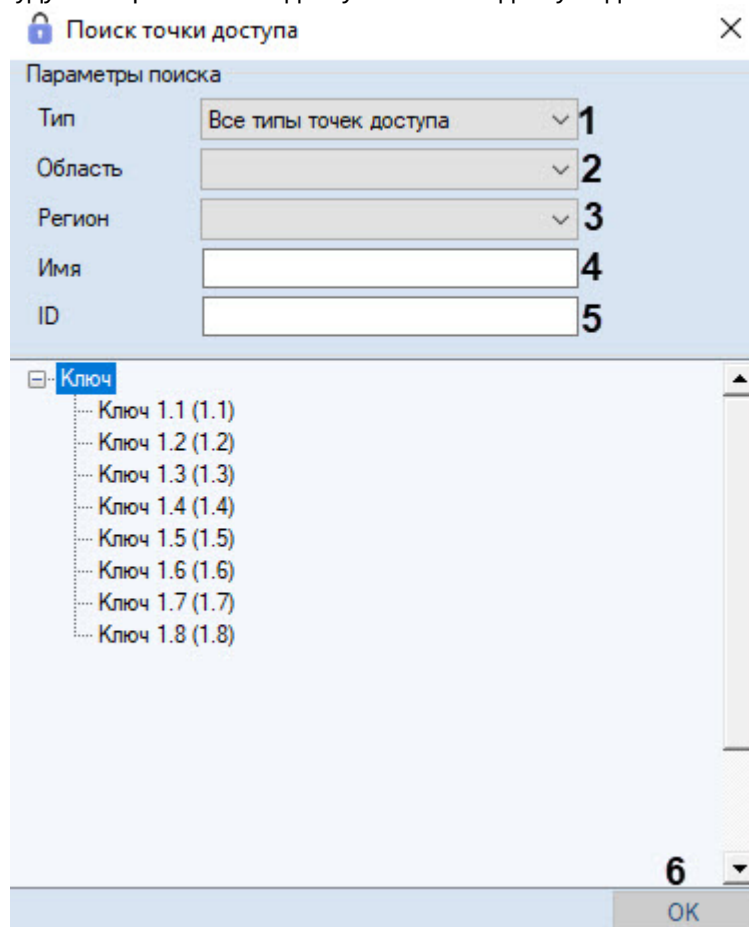 Поиск точки доступа
Параметры поиска
Тип Все типы точек доступа 1
Область 2
Регион 3
Имя 4
ID 5
Ключ
Ключ 1.1 (1.1)
Ключ 1.2 (1.2)
Ключ 1.3 (1.3)
Ключ 1.4 (1.4)
Ключ 1.5 (1.5)
Ключ 1.6 (1.6)
Ключ 1.7 (1.7)
Ключ 1.8 (1.8)
6
OK